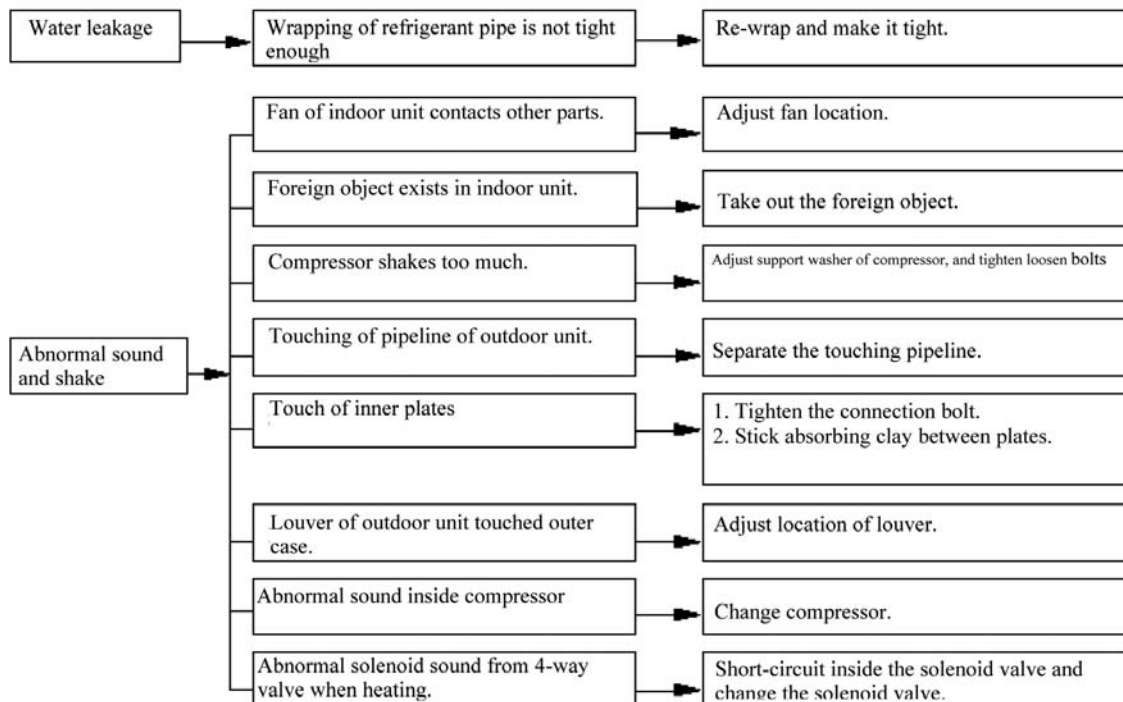 Water leakage
Wrapping of refrigerant pipe is not tight
enough
Re-wrap and make it tight.
Fan of indoor unit contacts other parts.
Adjust fan location.
Foreign object exists in indoor unit.
Take out the foreign object.
Compressor shakes too much.
Adjust support washer of compressor, and tighten loosen bolts
Abnormal sound
and shake
Touching of pipeline of outdoor unit.
Separate the touching pipeline.
Touch of inner plates
1. Tighten the connection bolt.
2. Stick absorbing clay between plates.
Louver of outdoor unit touched outer
case.
Adjust location of louver.
Abnormal sound inside compressor
Change compressor.
Abnormal solenoid sound from 4-way
valve when heating.
Short-circuit inside the solenoid valve and
change the solenoid valve.